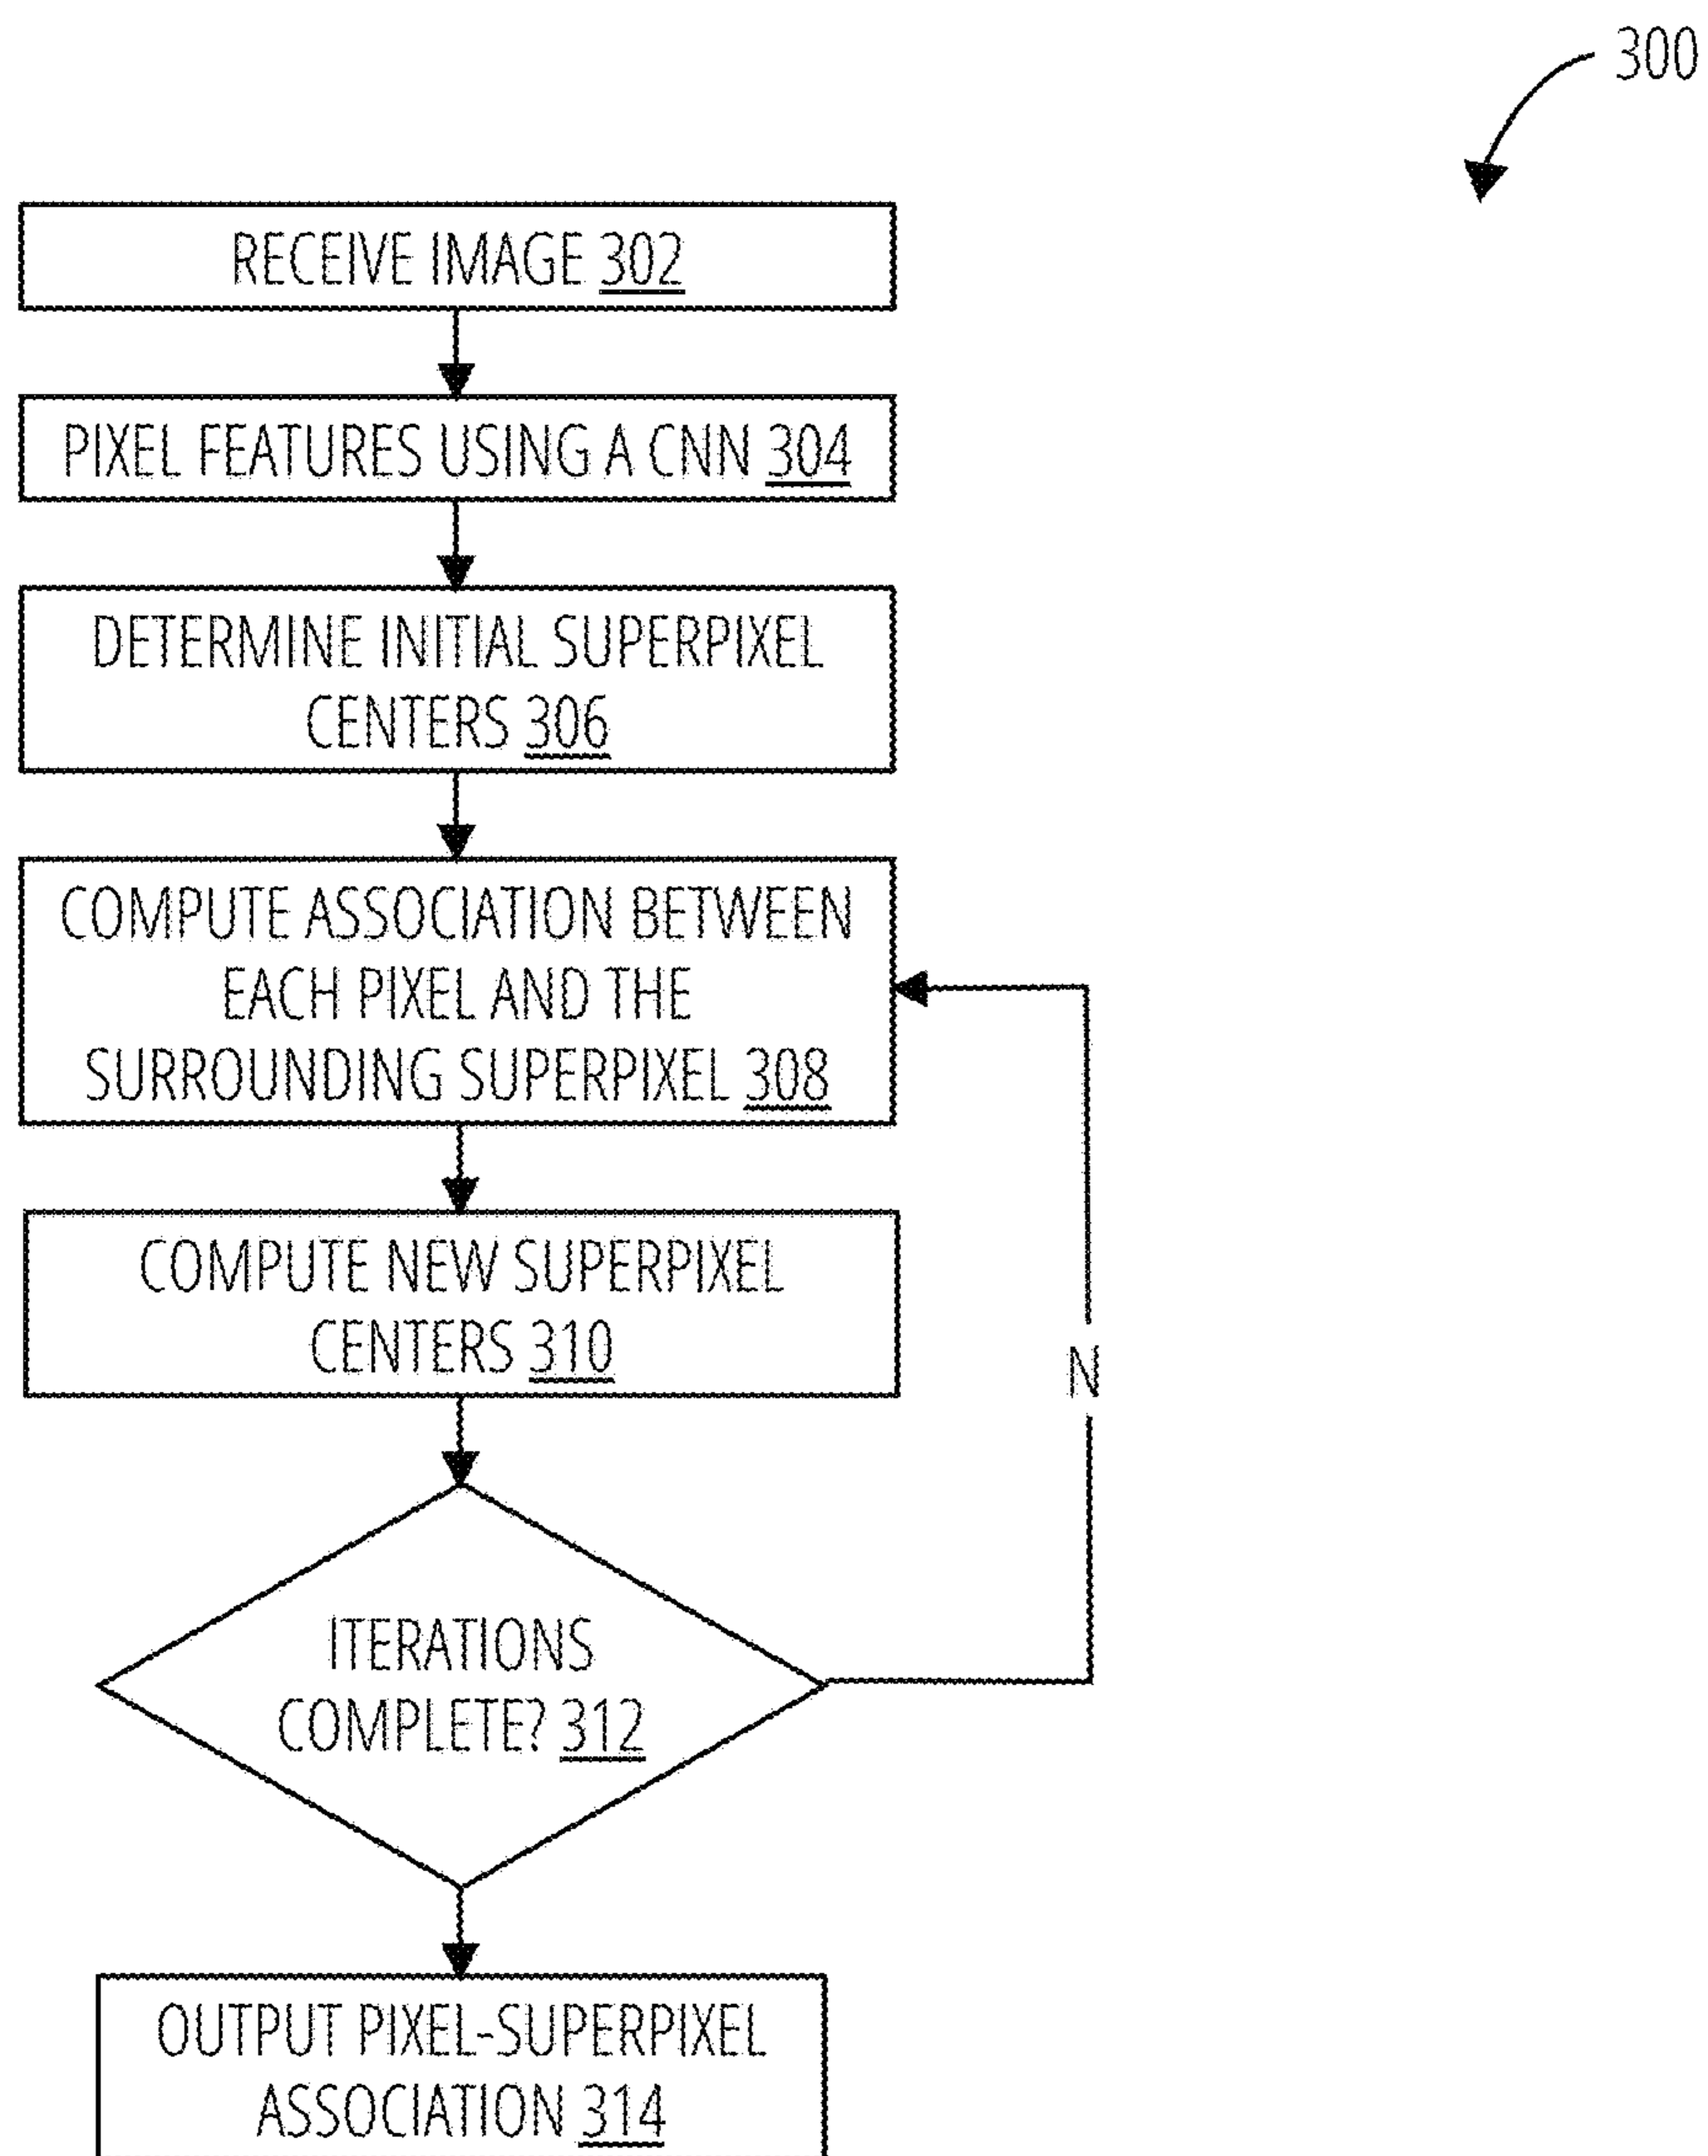 300
RECEIVE IMAGE 302
PIXEL FEATURES USING A CNN 304
DETERMINE INITIAL SUPERPIXEL
CENTERS 306
COMPUTE ASSOCIATION BETWEEN
EACH PIXEL AND THE
SURROUNDING SUPERPIXEL 308
COMPUTE NEW SUPERPIXEL
CENTERS 310
N
ITERATIONS
COMPLETE? 312
OUTPUT PIXEL-SUPERPIXEL
ASSOCIATION 314